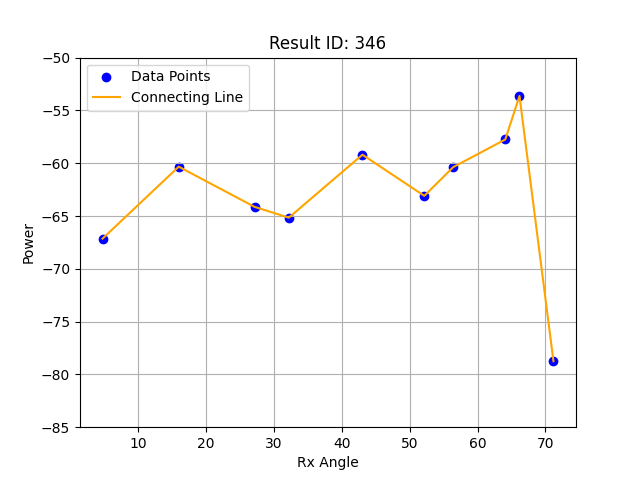 Result ID: 346
Data Points
Connecting Line
−50
−55
−60
−65
−70
−75
−80
−85
Power
10 20 30 40 50 60 70
Rx Angle